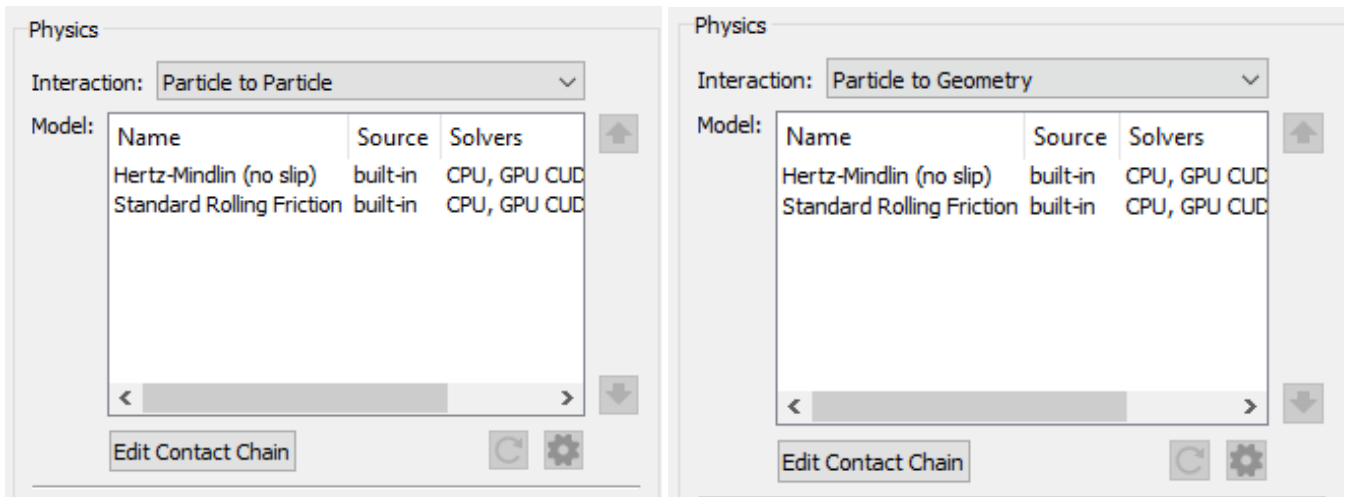 Physics
Interaction: Particle to Particle
Model:
Name Source Solvers
Hertz-Mindlin (no slip) built-in CPU, GPU CUD
Standard Rolling Friction built-in CPU, GPU CUD
Edit Contact Chain
Physics
Interaction: Particle to Geometry
Model:
Name Source Solvers
Hertz-Mindlin (no slip) built-in CPU, GPU CUD
Standard Rolling Friction built-in CPU, GPU CUD
Edit Contact Chain